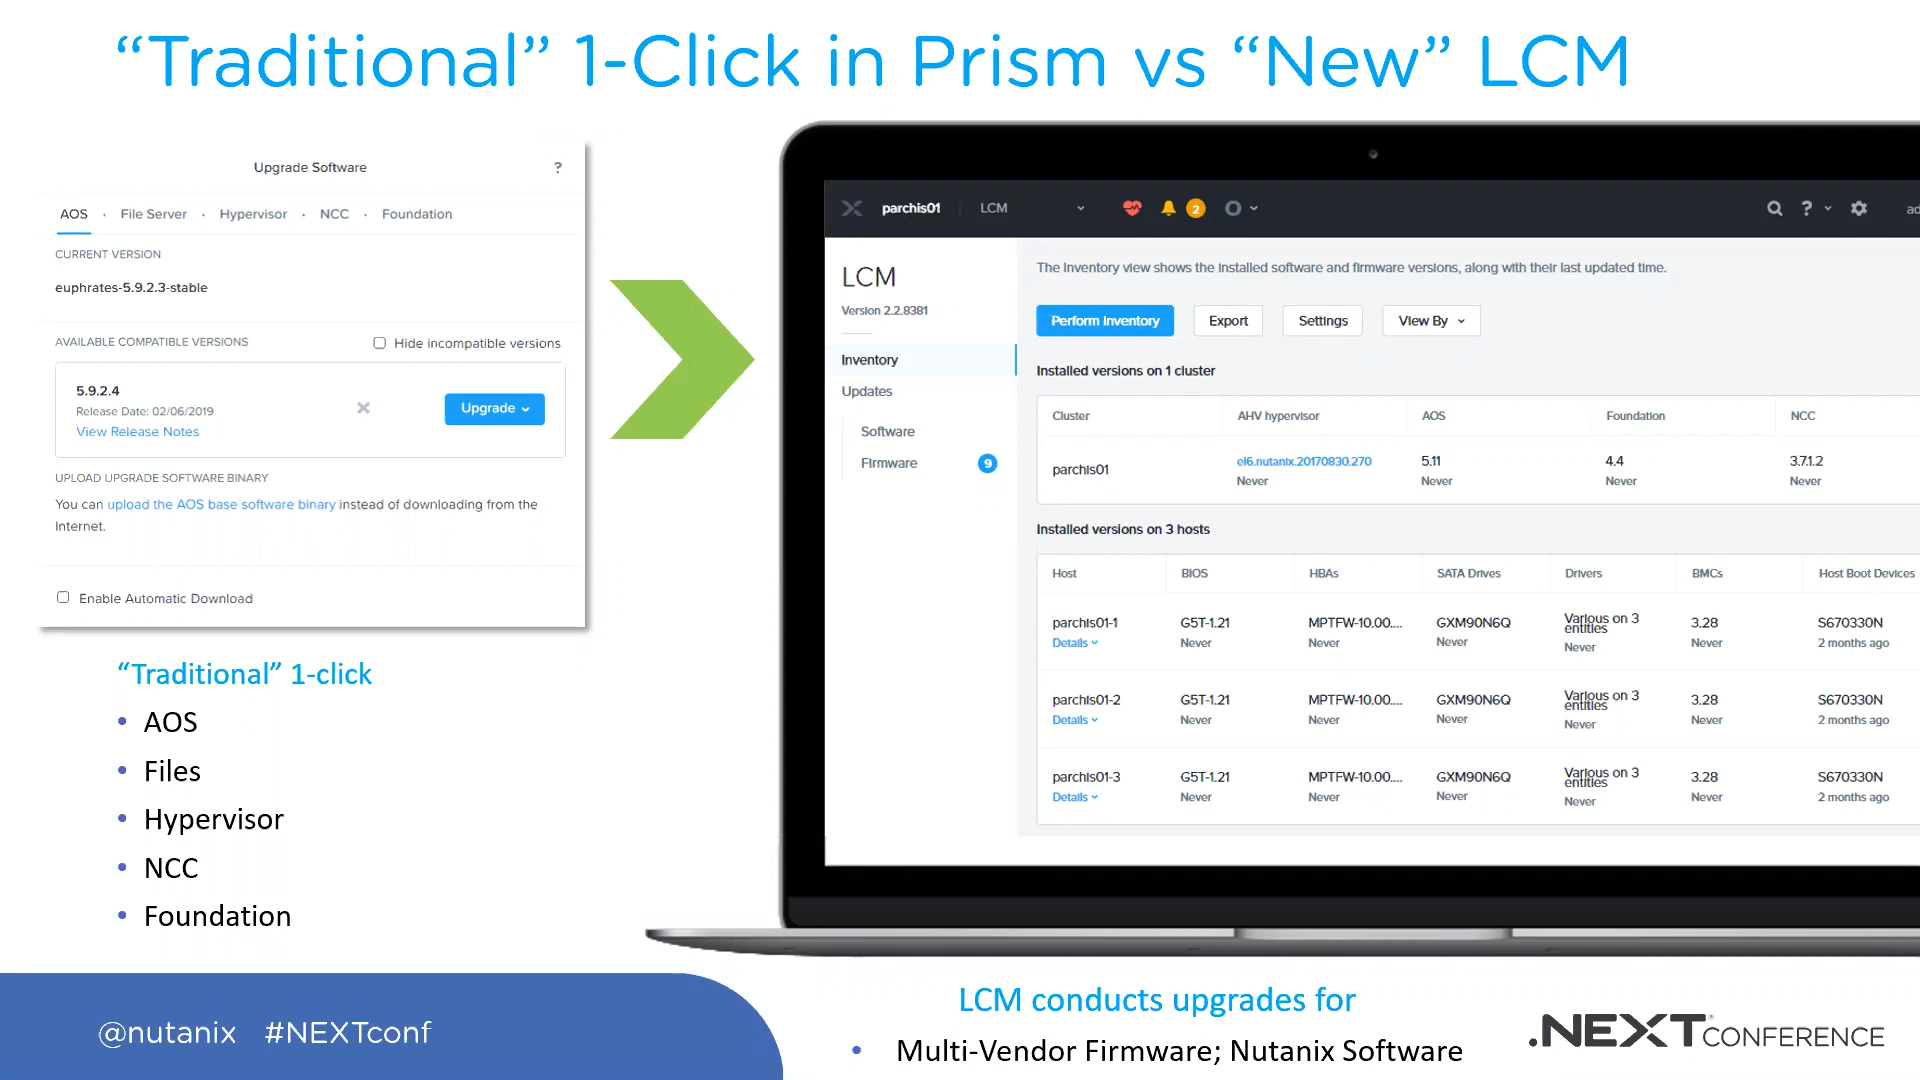 “Traditional” 1-Click in Prism vs “New” LCM
Upgrade Software
?
AOS · File Server · Hypervisor · NCC · Foundation
CURRENT VERSION
euphrates-5.9.2.3-stable
AVAILABLE COMPATIBLE VERSIONS
Hide incompatible versions
5.9.2.4
Release Date: 02/06/2019
View Release Notes
Upgrade
UPLOAD UPGRADE SOFTWARE BINARY
You can upload the AOS base software binary instead of downloading from the
Internet.
Enable Automatic Download
“Traditional” 1-click
• AOS
• Files
• Hypervisor
• NCC
• Foundation
parchis01 LCM 2 ?
LCM
Version 2.2.8381
Inventory
Updates
Software
Firmware 9
The Inventory view shows the installed software and firmware versions, along with their last updated time.
Perform Inventory Export Settings View By
Installed versions on 1 cluster
Cluster AHV hypervisor AOS Foundation NCC
parchis01 el6.nutanix.20170830.270 5.11 4.4 3.7.1.2
Never Never Never Never
Installed versions on 3 hosts
Host BIOS HBAs SATA Drives Drivers BMCs Host Boot Devices
parchis01-1 G5T-1.21 MPTFW-10.00.... GXM90N6Q Various on 3 entities 3.28 S670330N
Details Never Never Never Never Never 2 months ago
parchis01-2 G5T-1.21 MPTFW-10.00.... GXM90N6Q Various on 3 entities 3.28 S670330N
Details Never Never Never Never Never 2 months ago
parchis01-3 G5T-1.21 MPTFW-10.00.... GXM90N6Q Various on 3 entities 3.28 S670330N
Details Never Never Never Never Never 2 months ago
LCM conducts upgrades for
• Multi-Vendor Firmware; Nutanix Software
@nutanix #NEXTconf
.NEXT CONFERENCE